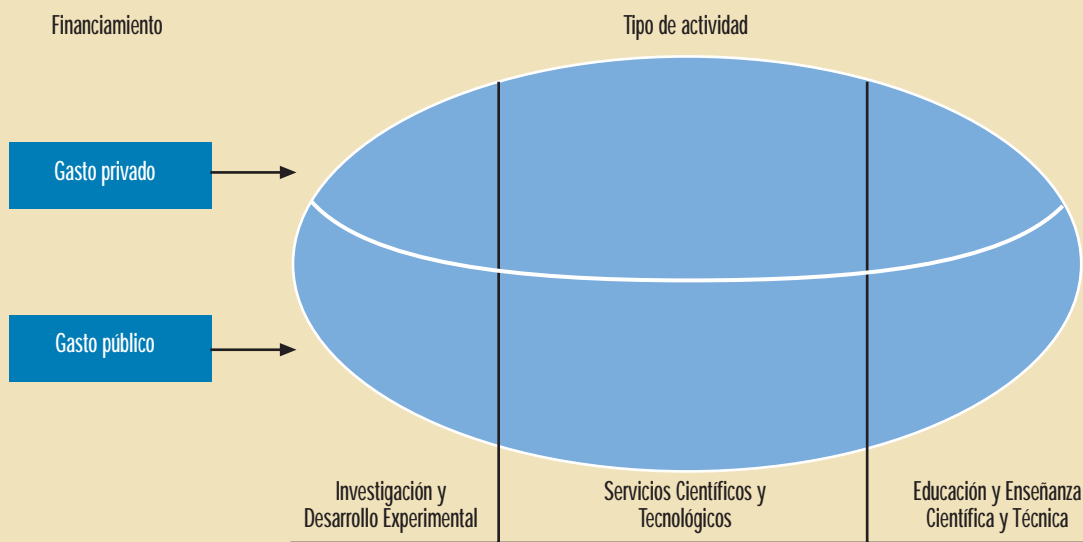 Financiamiento
Tipo de actividad
Gasto privado
Gasto público
Investigación y
Desarrollo Experimental
Servicios Científicos y
Tecnológicos
Educación y Enseñanza
Científica y Técnica